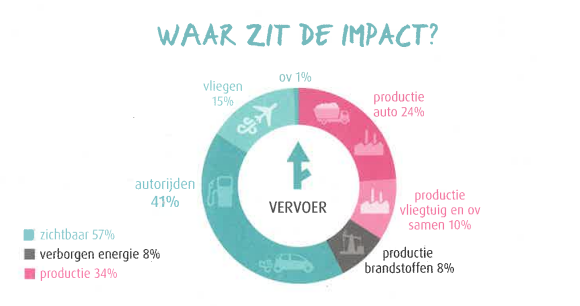 WAAR ZIT DE IMPACT?
ov 1%
vliegen
15%
productie
auto 24%
autorijden
41%
VERVOER
productie
vliegtuig en ov
samen 10%
productie
brandstoffen 8%
zichtbaar 57%
verborgen energie 8%
productie 34%